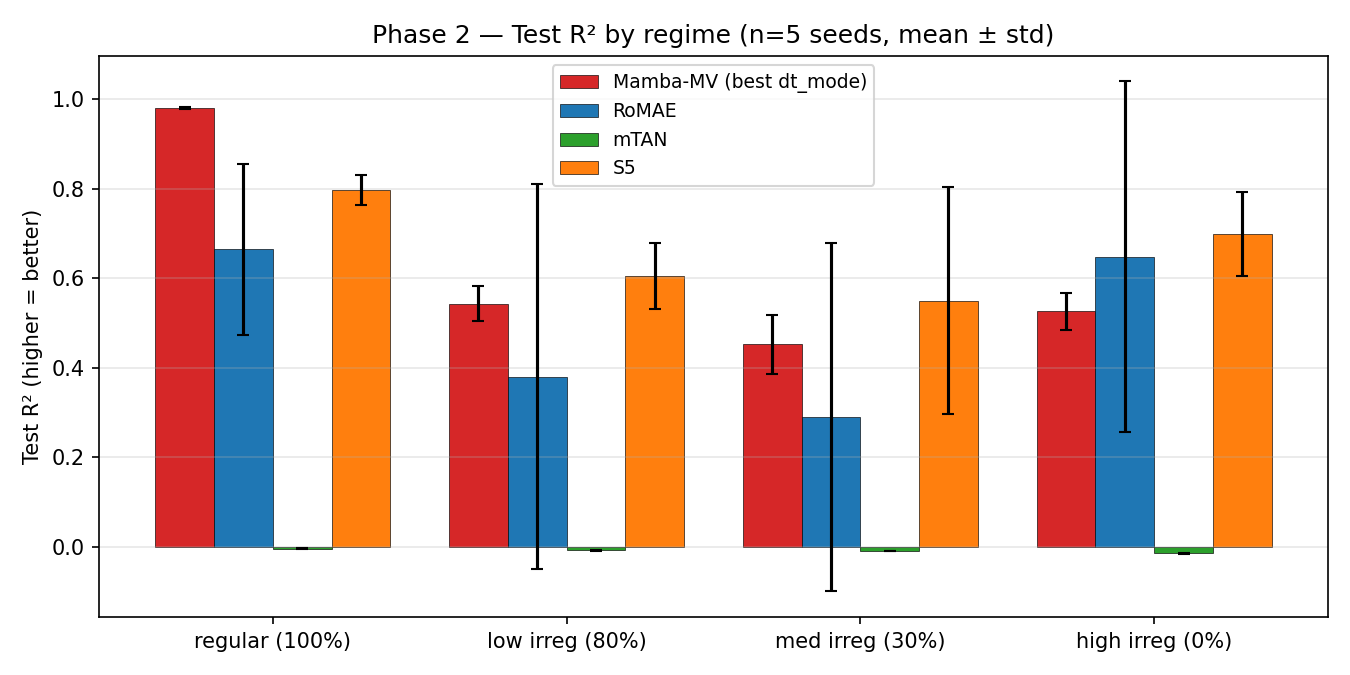 Phase 2 — Test R² by regime (n=5 seeds, mean ± std)
Mamba-MV (best dt_mode)
RoMAE
mTAN
S5
Test R² (higher = better)
1.0
0.8
0.6
0.4
0.2
0.0
regular (100%)
low irreg (80%)
med irreg (30%)
high irreg (0%)